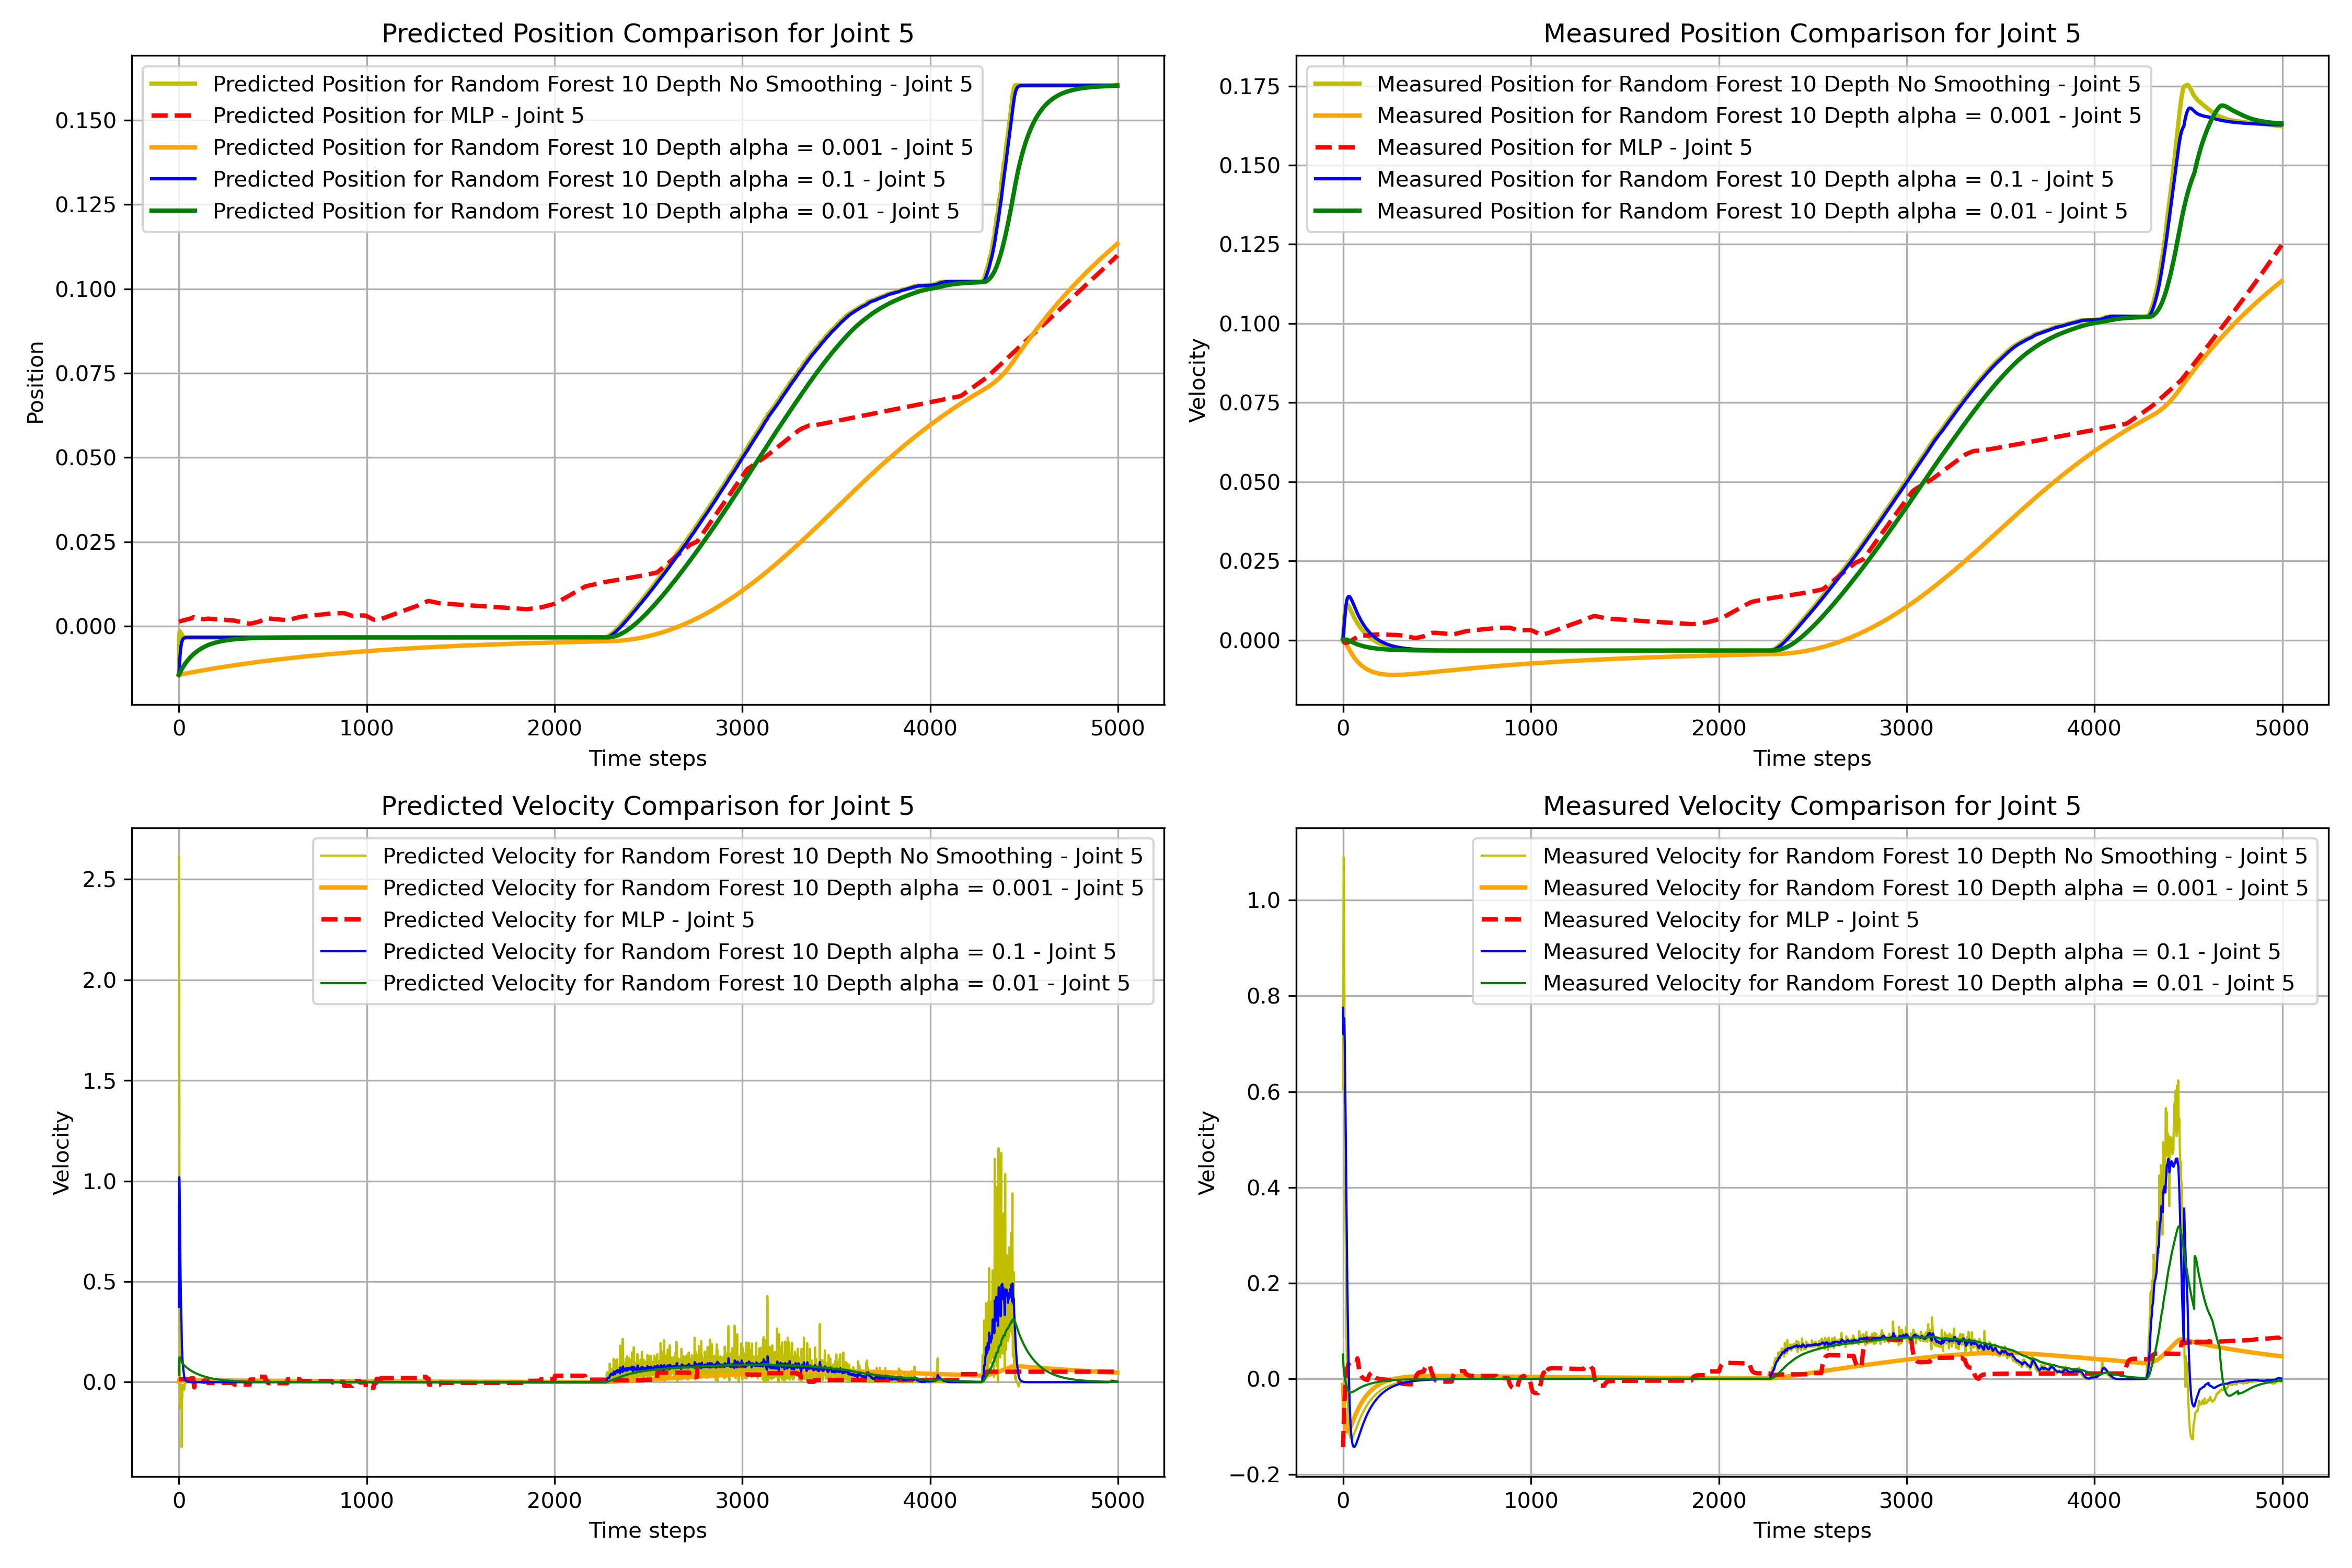 Predicted Position Comparison for Joint 5
Position
0.150
0.125
0.100
0.075
0.050
0.025
0.000
Predicted Position for Random Forest 10 Depth No Smoothing - Joint 5
Predicted Position for MLP - Joint 5
Predicted Position for Random Forest 10 Depth alpha = 0.001 - Joint 5
Predicted Position for Random Forest 10 Depth alpha = 0.1 - Joint 5
Predicted Position for Random Forest 10 Depth alpha = 0.01 - Joint 5
0 1000 2000 3000 4000 5000
Time steps
Measured Position Comparison for Joint 5
Velocity
0.175
0.150
0.125
0.100
0.075
0.050
0.025
0.000
Measured Position for Random Forest 10 Depth No Smoothing - Joint 5
Measured Position for Random Forest 10 Depth alpha = 0.001 - Joint 5
Measured Position for MLP - Joint 5
Measured Position for Random Forest 10 Depth alpha = 0.1 - Joint 5
Measured Position for Random Forest 10 Depth alpha = 0.01 - Joint 5
0 1000 2000 3000 4000 5000
Time steps
Predicted Velocity Comparison for Joint 5
Velocity
2.5
2.0
1.5
1.0
0.5
0.0
Predicted Velocity for Random Forest 10 Depth No Smoothing - Joint 5
Predicted Velocity for Random Forest 10 Depth alpha = 0.001 - Joint 5
Predicted Velocity for MLP - Joint 5
Predicted Velocity for Random Forest 10 Depth alpha = 0.1 - Joint 5
Predicted Velocity for Random Forest 10 Depth alpha = 0.01 - Joint 5
0 1000 2000 3000 4000 5000
Time steps
Measured Velocity Comparison for Joint 5
Velocity
1.0
0.8
0.6
0.4
0.2
0.0
−0.2
Measured Velocity for Random Forest 10 Depth No Smoothing - Joint 5
Measured Velocity for Random Forest 10 Depth alpha = 0.001 - Joint 5
Measured Velocity for MLP - Joint 5
Measured Velocity for Random Forest 10 Depth alpha = 0.1 - Joint 5
Measured Velocity for Random Forest 10 Depth alpha = 0.01 - Joint 5
0 1000 2000 3000 4000 5000
Time steps